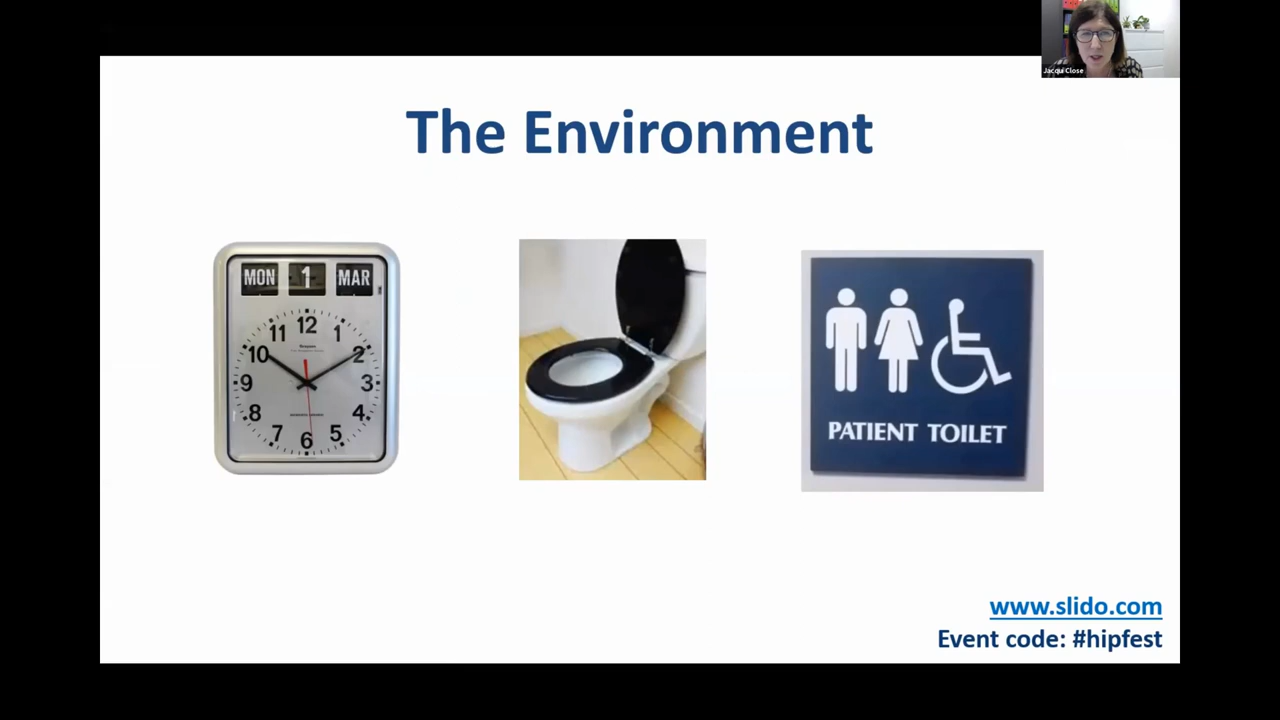 Jacqui Close
The Environment
MON 1 MAR
12
11 1
10 2
9 3
8 4
7 5
6
PATIENT TOILET
www.slido.com
Event code: #hipfest